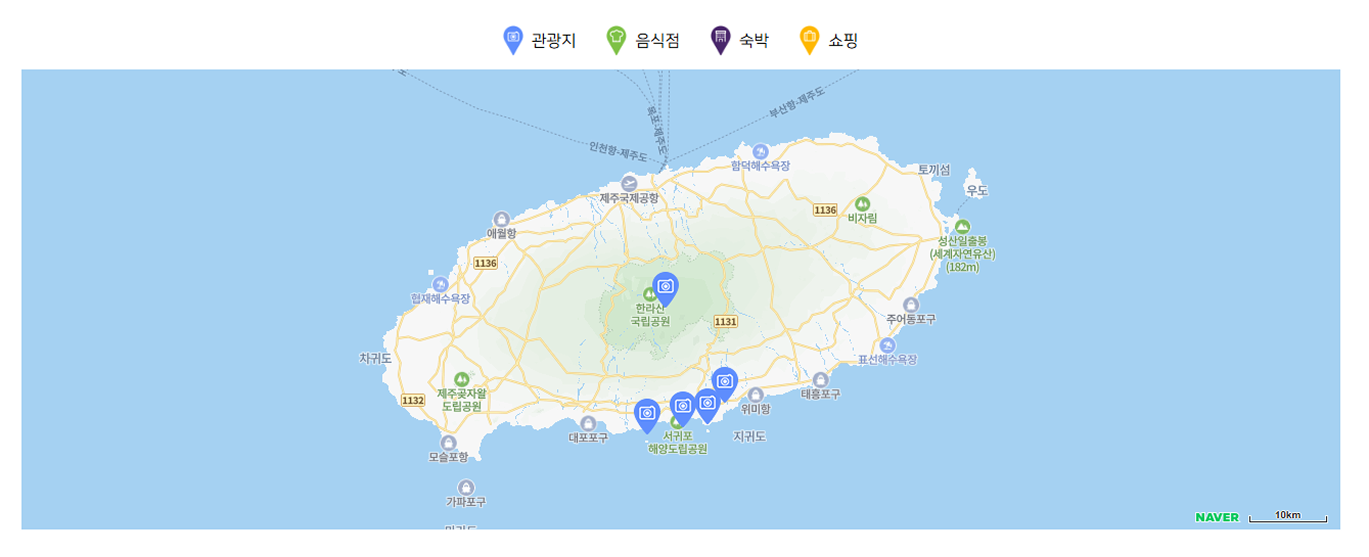 관광지
음식점
숙박
쇼핑
목포-제주도
부산항-제주도
인천항-제주도
함덕해수욕장
토끼섬
우도
제주국제공항
1136
비자림
애월항
성산일출봉
(세계자연유산)
(182m)
1136
협재해수욕장
한라산
국립공원
주어동포구
1131
차귀도
표선해수욕장
제주곶자왈
도립공원
1132
태흥포구
위미항
대포포구
서귀포
해양도립공원
지귀도
모슬포항
가파포구
NAVER
10km